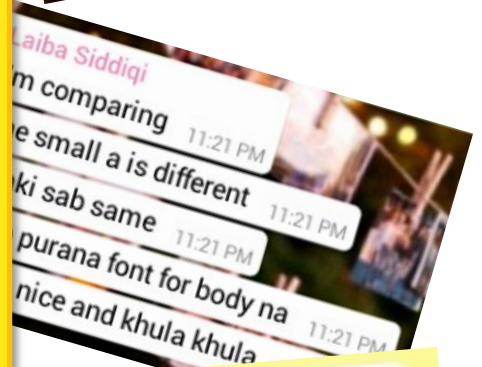 Laiba Siddiqi
comparing 11:21 PM
small a is different 11:21 PM
sab same 11:21 PM
purana font for body na 11:21 PM
nice and khula khula